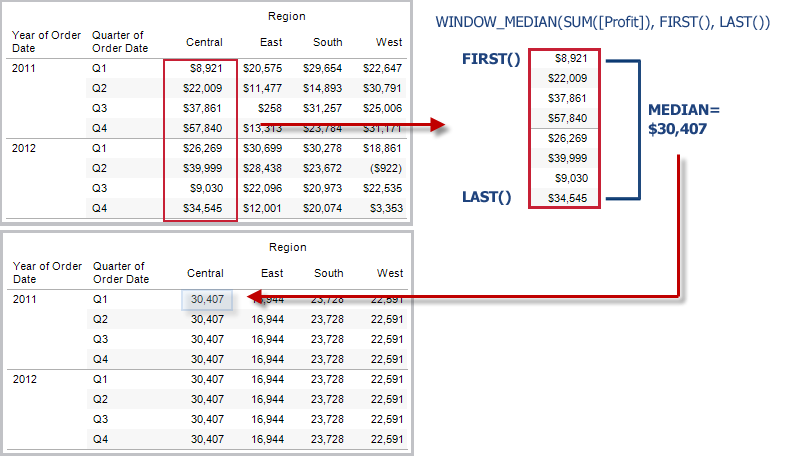 Region
Year of Order Date Quarter of Order Date Central East South West
2011 Q1 $8,921 $20,575 $29,654 $22,647
Q2 $22,009 $11,477 $14,893 $30,791
Q3 $37,861 $258 $31,257 $25,006
Q4 $57,840 $13,313 $23,784 $31,171
2012 Q1 $26,269 $30,699 $30,278 $18,861
Q2 $39,999 $28,438 $23,672 ($922)
Q3 $9,030 $22,096 $20,973 $22,535
Q4 $34,545 $12,001 $20,074 $3,353
WINDOW_MEDIAN(SUM([Profit]), FIRST(), LAST())
FIRST() $8,921
$22,009
$37,861
$57,840
$26,269
$39,999
$9,030
LAST() $34,545
MEDIAN=
$30,407
Region
Year of Order Date Quarter of Order Date Central East South West
2011 Q1 30,407 16,944 23,728 22,591
Q2 30,407 16,944 23,728 22,591
Q3 30,407 16,944 23,728 22,591
Q4 30,407 16,944 23,728 22,591
2012 Q1 30,407 16,944 23,728 22,591
Q2 30,407 16,944 23,728 22,591
Q3 30,407 16,944 23,728 22,591
Q4 30,407 16,944 23,728 22,591